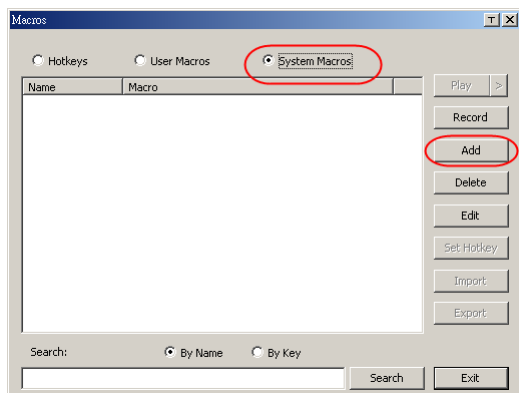 Macros T X
Hotkeys User Macros System Macros
Name Macro
Play >
Record
Add
Delete
Edit
Set Hotkey
Import
Export
Search: By Name By Key
Search Exit